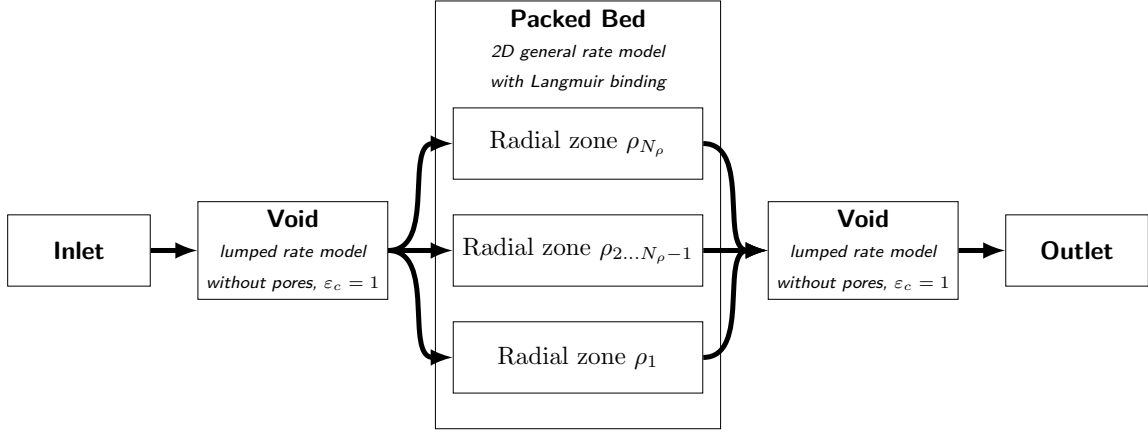 Packed Bed
2D general rate model
with Langmuir binding
Radial zone ρ_{N_ρ}
Inlet
Void
lumped rate model
without pores, ε_c = 1
Radial zone ρ_{2…N_ρ−1}
Void
lumped rate model
without pores, ε_c = 1
Outlet
Radial zone ρ_1